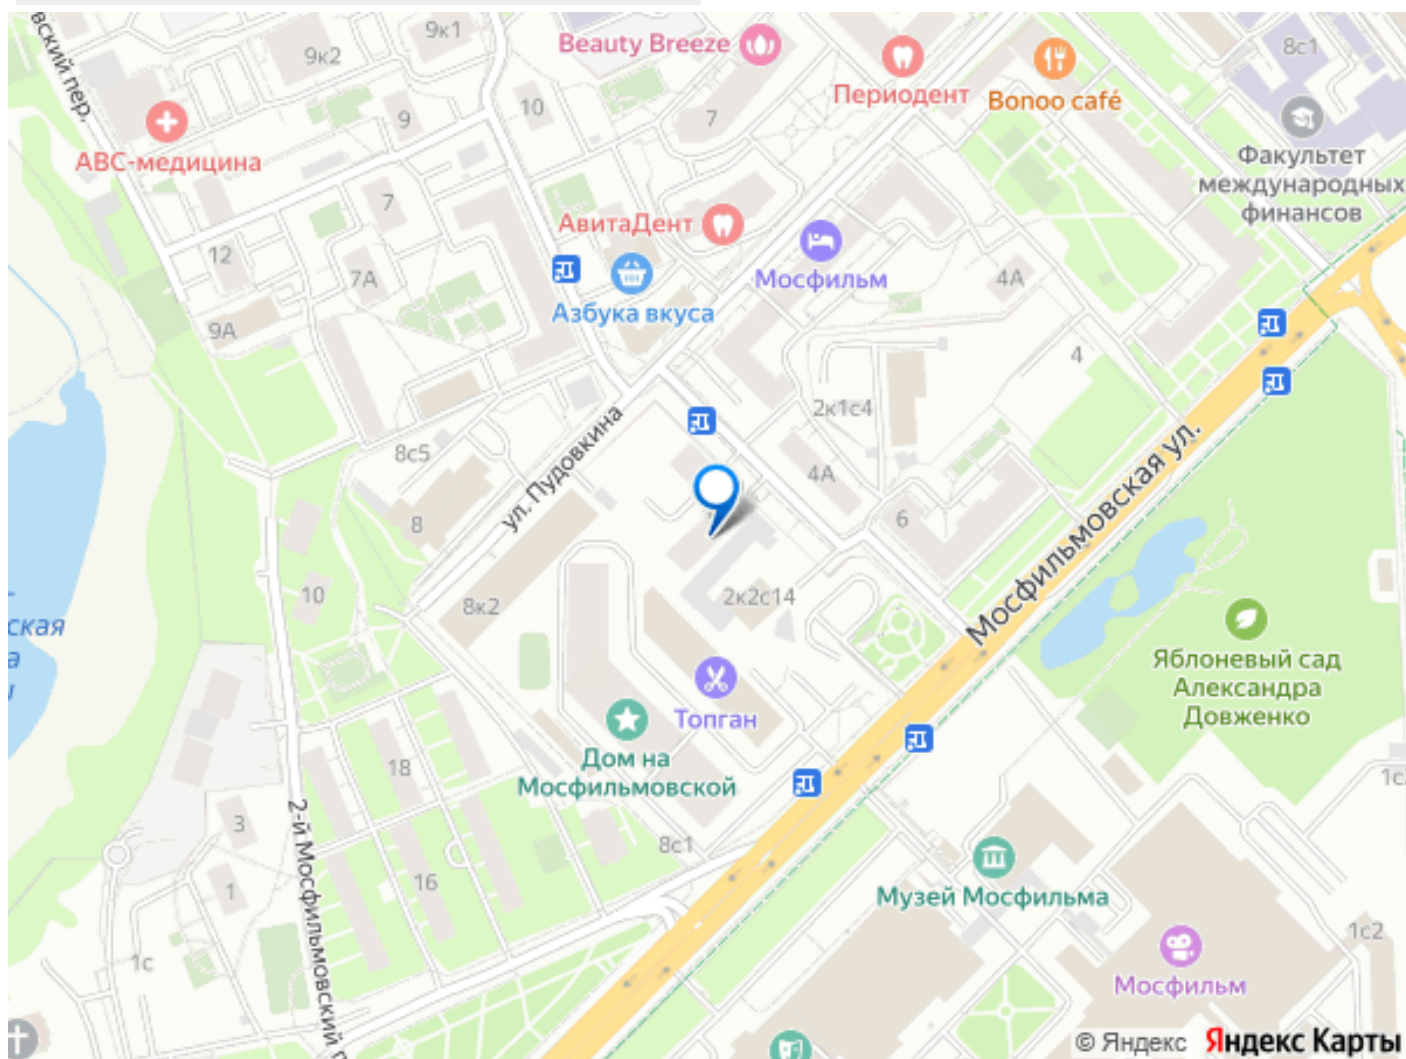 вский пер.
9к2
9к1
Beauty Breeze
Периодент
Bonoo café
8с1
АВС-медицина
9
10
7
Факультет
международных
финансов
7
АвитаДент
Мосфильм
12
7А
9А
Азбука вкуса
4А
4
2к1с4
ул. Пудовкина
8с5
4А
8
6
Мосфильмовская ул.
10
8к2
2к2с14
ская
а
ы
Яблоневый сад
Александра
Довженко
Топган
Дом на
Мосфильмовской
18
3
2-й Мосфильмовский п
8с1
16
1
1с
Музей Мосфильма
1с2
Мосфильм
© Яндекс Яндекс Карты